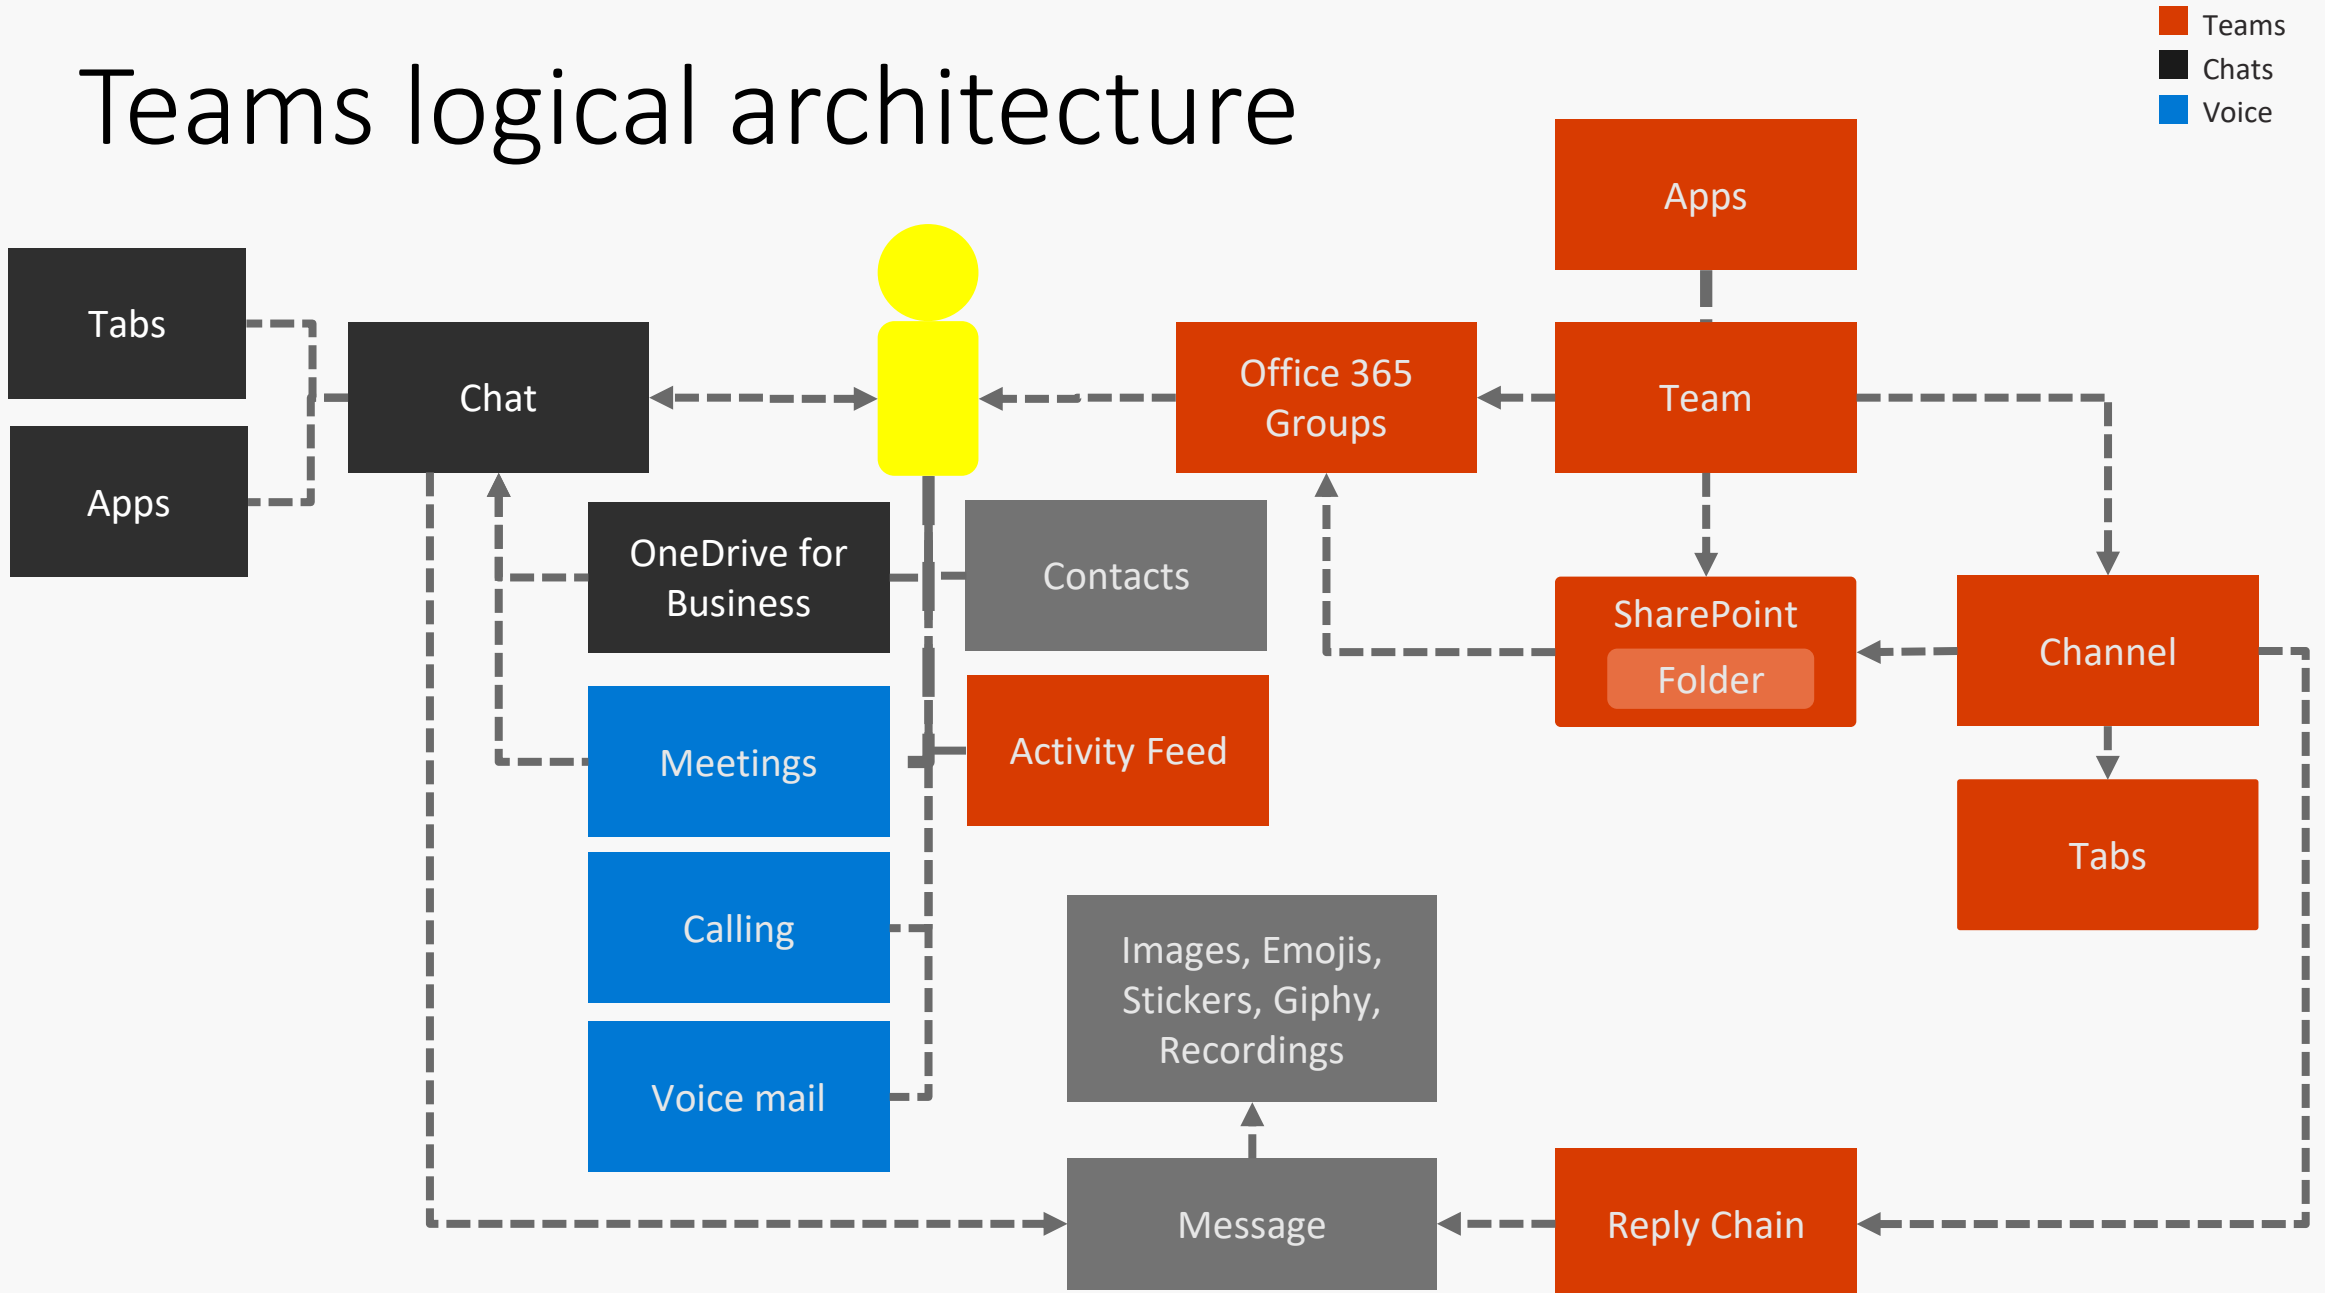 Teams logical architecture
Teams
Chats
Voice
Apps
Tabs
Chat
Office 365
Groups
Team
Apps
OneDrive for
Business
Contacts
SharePoint
Folder
Channel
Meetings
Activity Feed
Tabs
Calling
Images, Emojis,
Stickers, Giphy,
Recordings
Voice mail
Message
Reply Chain